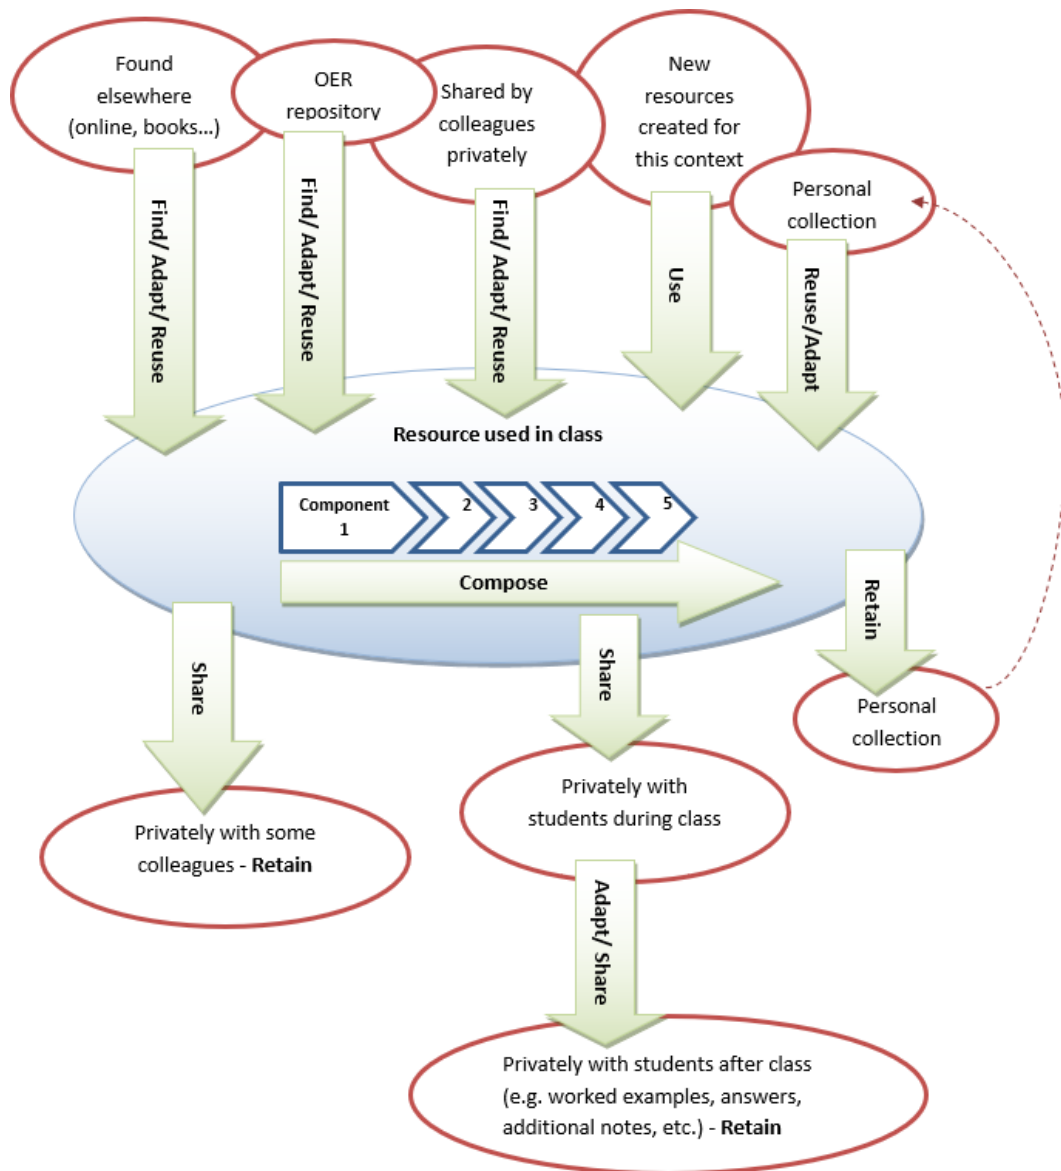 Found
elsewhere
(online, books...)
OER
repository
Shared by
colleagues
privately
New
resources
created for
this context
Personal
collection
Find/ Adapt/ Reuse
Find/ Adapt/ Reuse
Find/ Adapt/ Reuse
Use
Reuse/Adapt
Resource used in class
Component
1
2
3
4
5
Compose
Share
Share
Retain
Personal
collection
Privately with
students during class
Privately with some
colleagues - Retain
Adapt/ Share
Privately with students after class
(e.g. worked examples, answers,
additional notes, etc.) - Retain